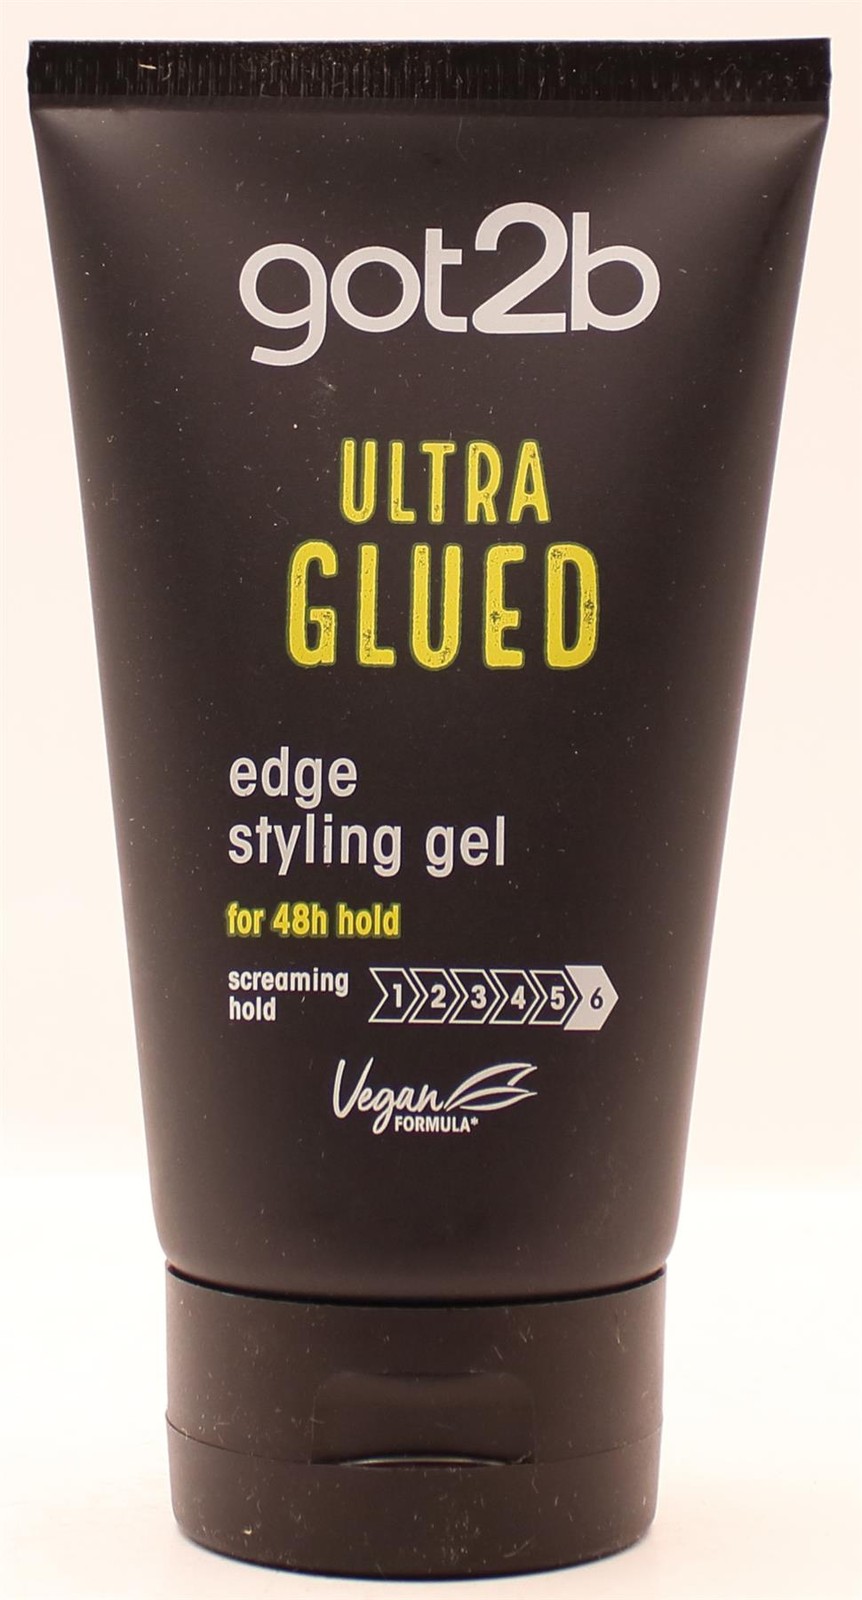 got2b
ULTRA
GLUED
edge
styling gel
for 48h hold
screaming
hold
1 2 3 4 5 6
Vegan
FORMULA*